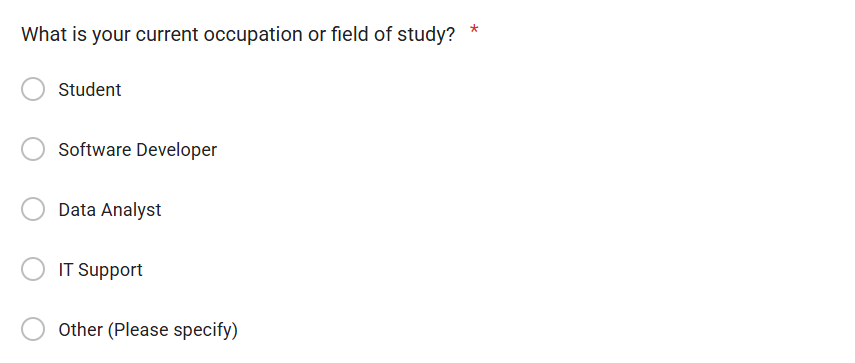 What is your current occupation or field of study? *
Student
Software Developer
Data Analyst
IT Support
Other (Please specify)